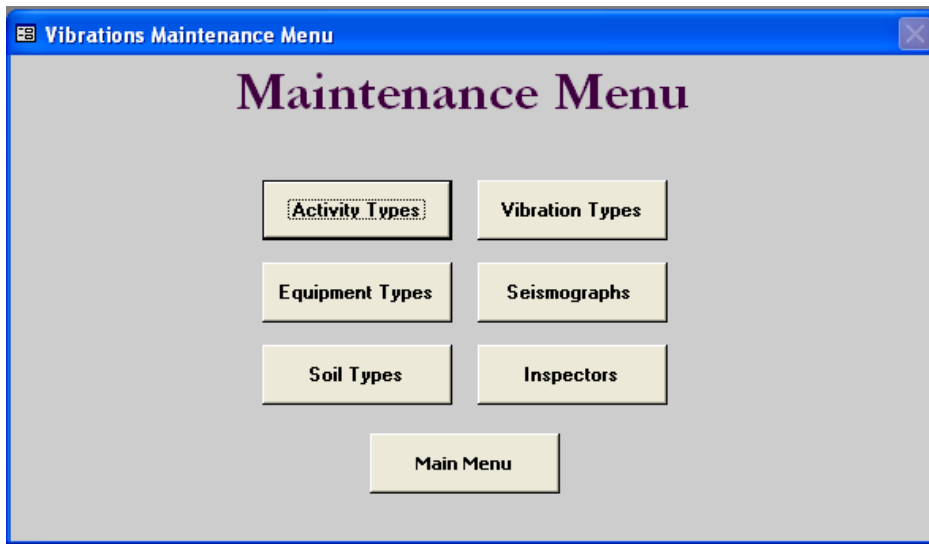 Vibrations Maintenance Menu
Maintenance Menu
Activity Types Vibration Types
Equipment Types Seismographs
Soil Types Inspectors
Main Menu